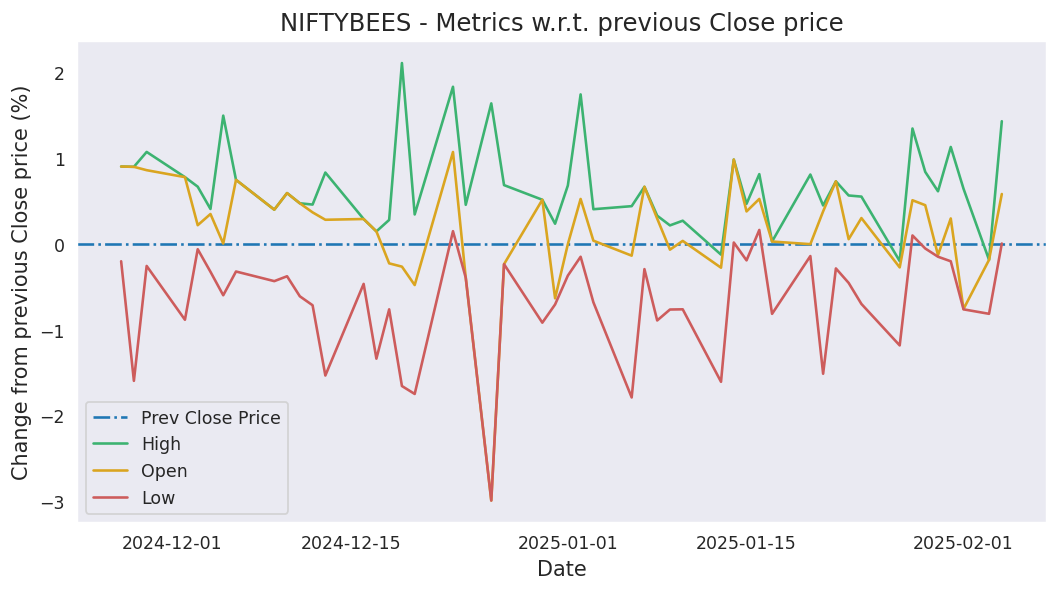 NIFTYBEES - Metrics w.r.t. previous Close price
Change from previous Close price (%)
2
1
0
−1
−2
−3
Prev Close Price
High
Open
Low
2024-12-01
2024-12-15
2025-01-01
2025-01-15
2025-02-01
Date